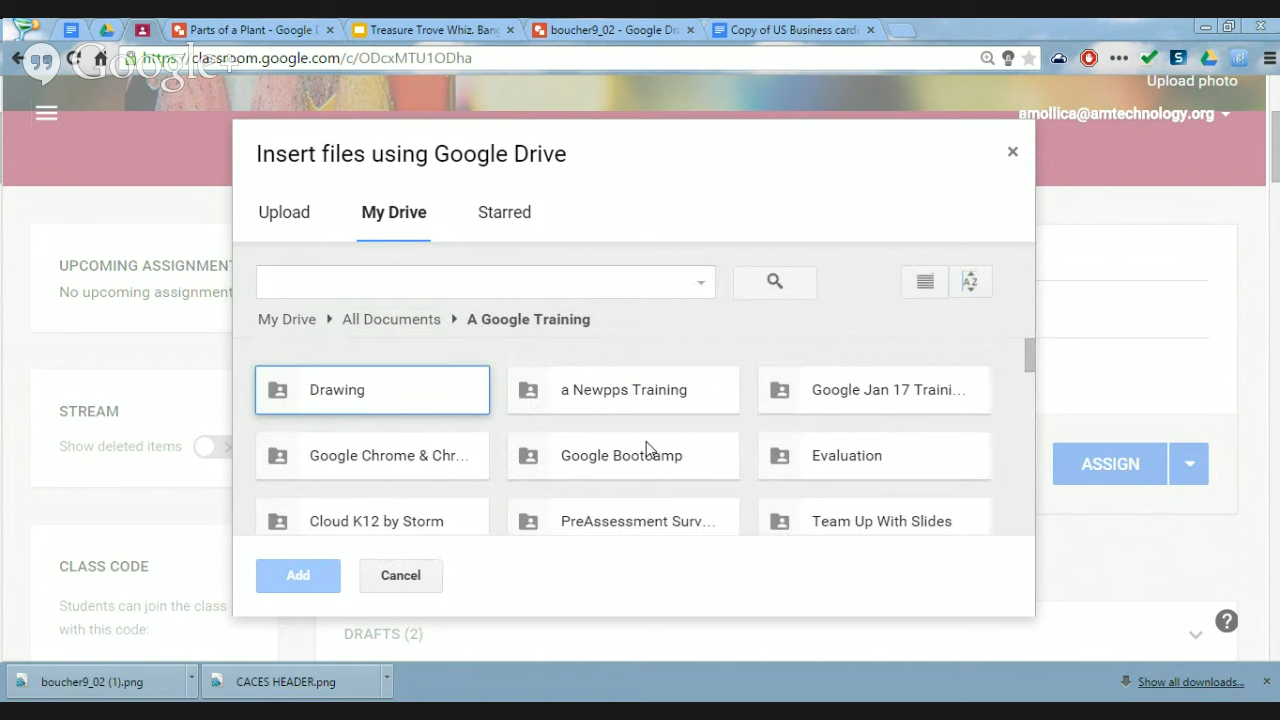 Parts of a Plant - Google D
Treasure Trove Whiz. Bang
boucher9_02 - Google Dra
Copy of US Business cards
https://classroom.google.com/c/ODcxMTU1ODha
Google+
Upload photo
amollica@amtechnology.org
Insert files using Google Drive
Upload
My Drive
Starred
My Drive All Documents A Google Training
Drawing
a Newpps Training
Google Jan 17 Traini...
Google Chrome & Chr...
Google Bootcamp
Evaluation
Cloud K12 by Storm
PreAssessment Surv...
Team Up With Slides
Add
Cancel
UPCOMING ASSIGNMENT
No upcoming assignment
STREAM
Show deleted items
ASSIGN
CLASS CODE
Students can join the class
with this code:
DRAFTS (2)
boucher9_02 (1).png
CACES HEADER.png
Show all downloads...